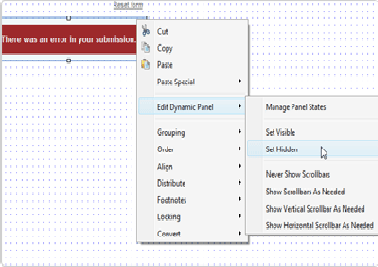 Reset form
There was an error in your submission.
Cut
Copy
Paste
Paste Special
Edit Dynamic Panel
Grouping
Order
Align
Distribute
Footnotes
Locking
Convert
Manage Panel States
Set Visible
Set Hidden
Never Show Scrollbars
Show Scrollbars As Needed
Show Vertical Scrollbar As Needed
Show Horizontal Scrollbar As Needed